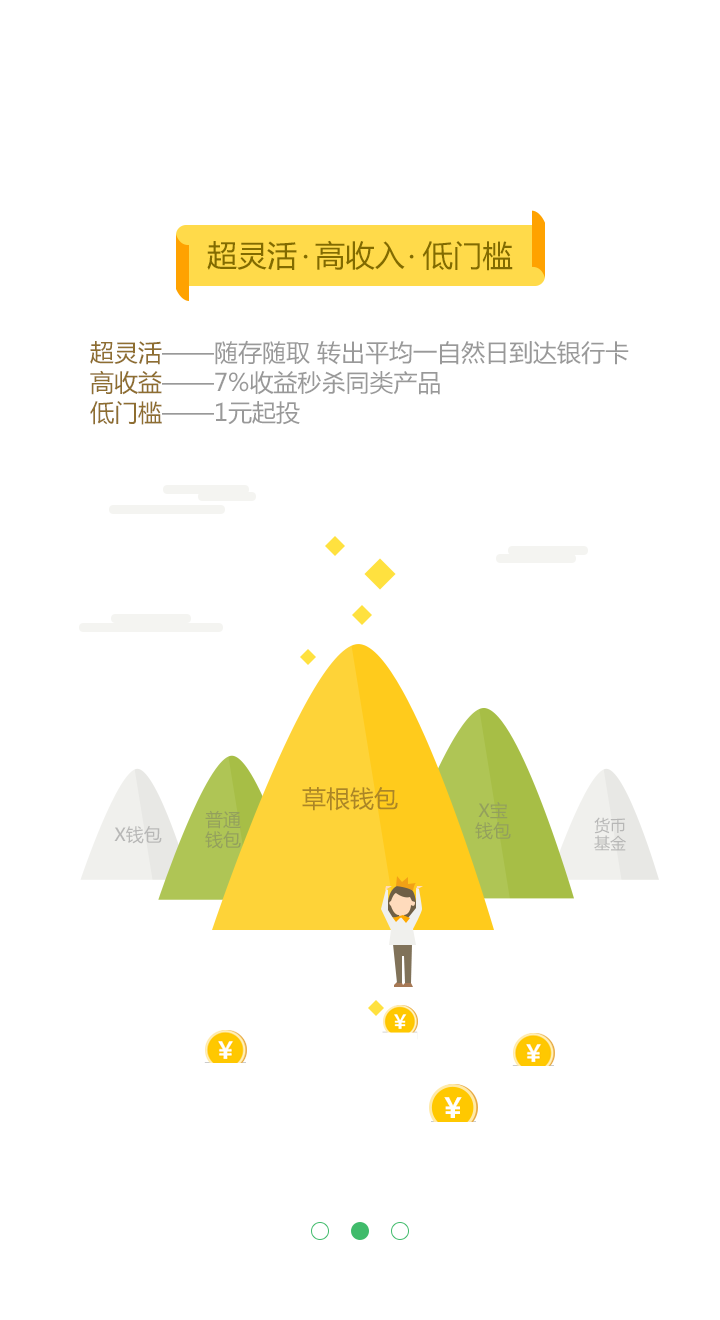 超灵活·高收入·低门槛
超灵活——随存随取 转出平均一自然日到达银行卡
高收益——7%收益秒杀同类产品
低门槛——1元起投
草根钱包
X宝
钱包
普通
钱包
X钱包
货币
基金
¥
¥
¥
¥